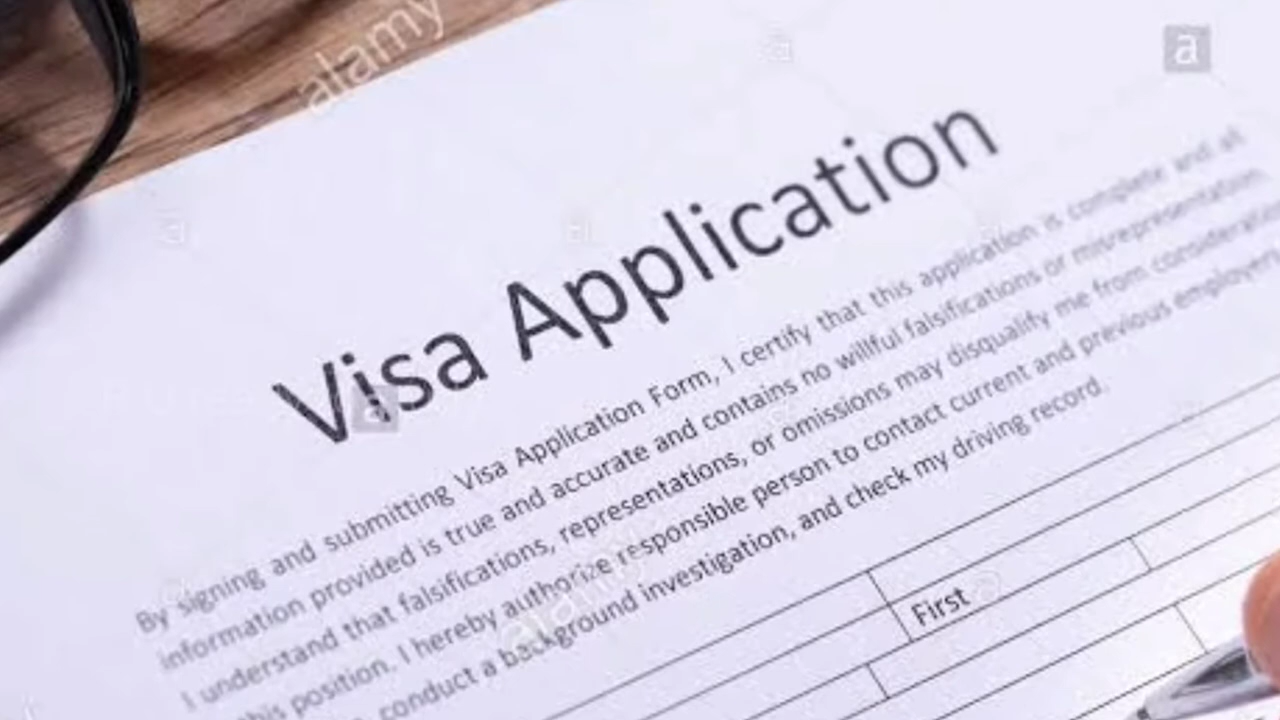 alamy
a
Visa Application
By signing and submitting Visa Application Form, I certify that this application is complete and all
information provided is true and accurate and contains no willful falsifications or misrepresentation
I understand that falsifications, representations, or omissions may disqualify me from consideration
this position. I hereby authorize responsible person to contact current and previous employers
conduct a background investigation, and check my driving record.
First